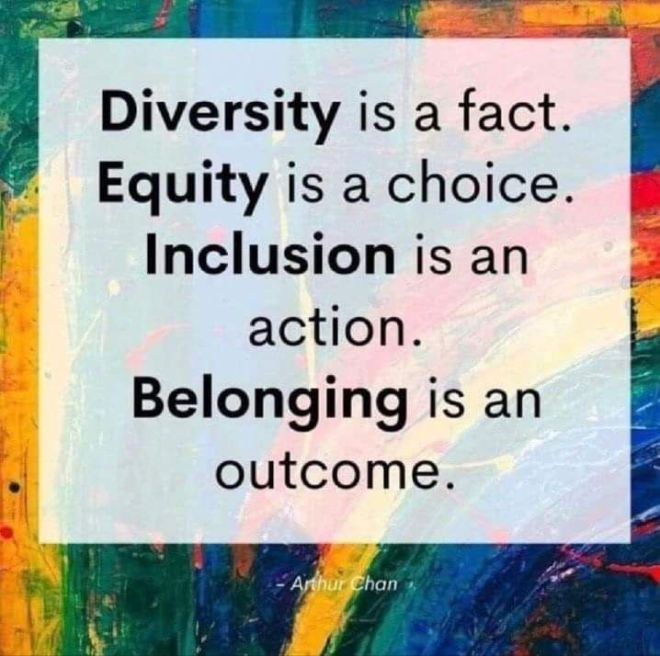 Diversity is a fact.
Equity is a choice.
Inclusion is an
action.
Belonging is an
outcome.
- Arthur Chan